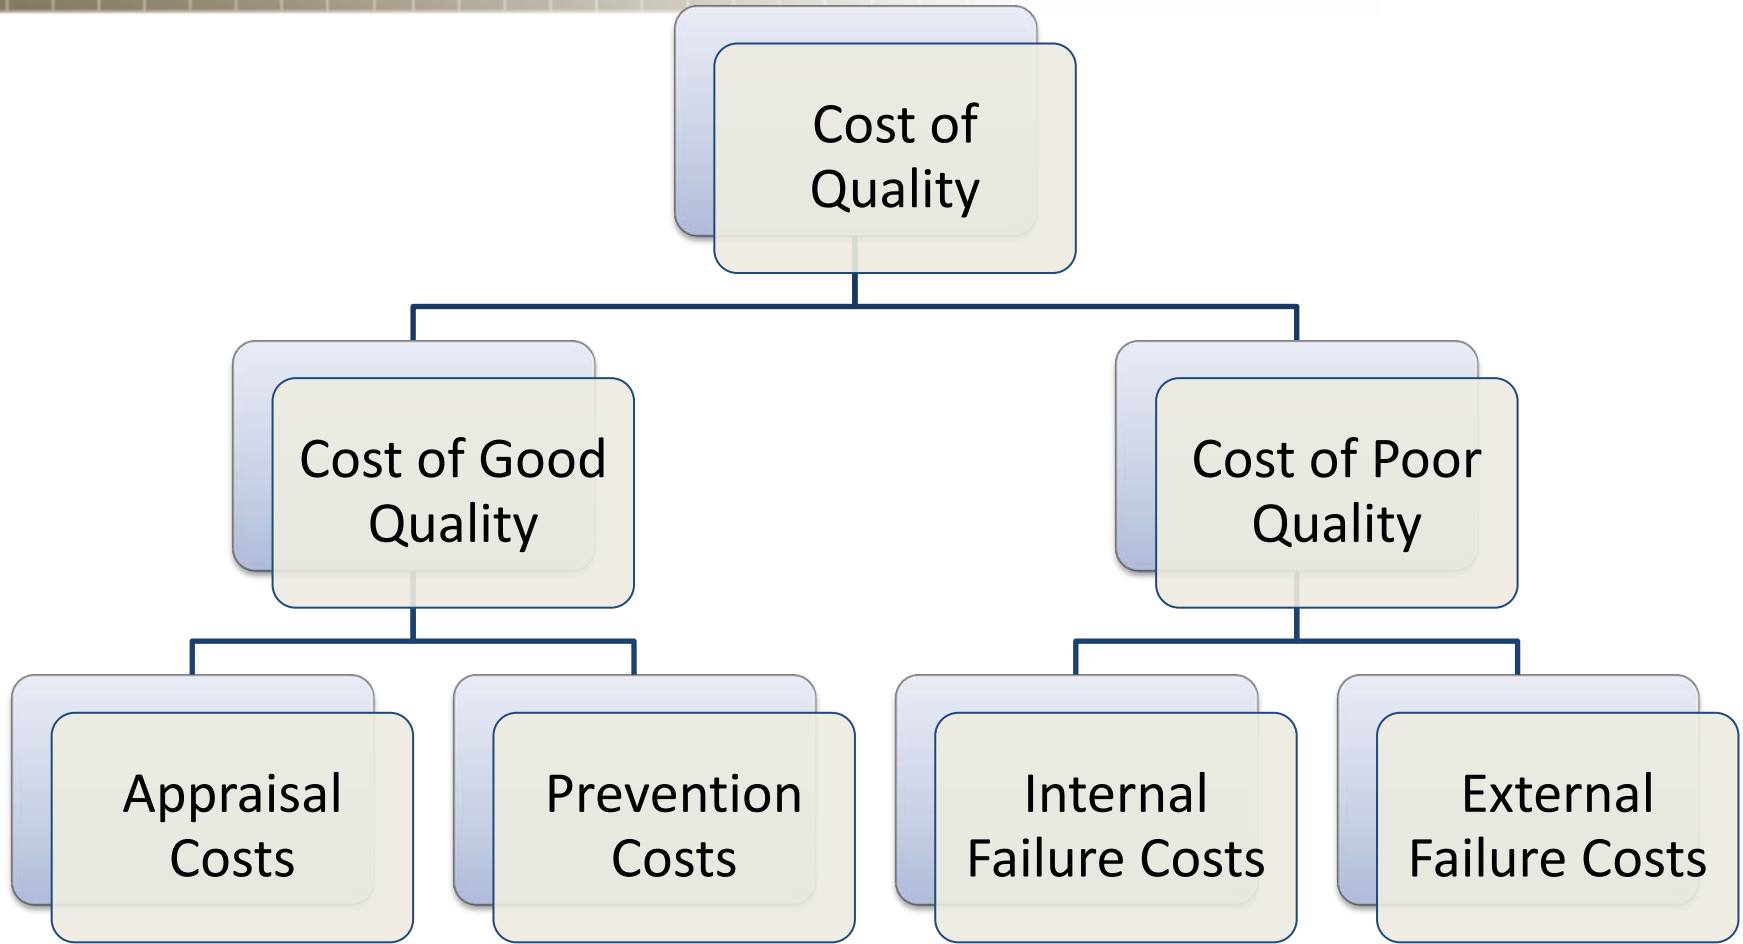 Cost of
Quality
Cost of Good
Quality
Cost of Poor
Quality
Appraisal
Costs
Prevention
Costs
Internal
Failure Costs
External
Failure Costs